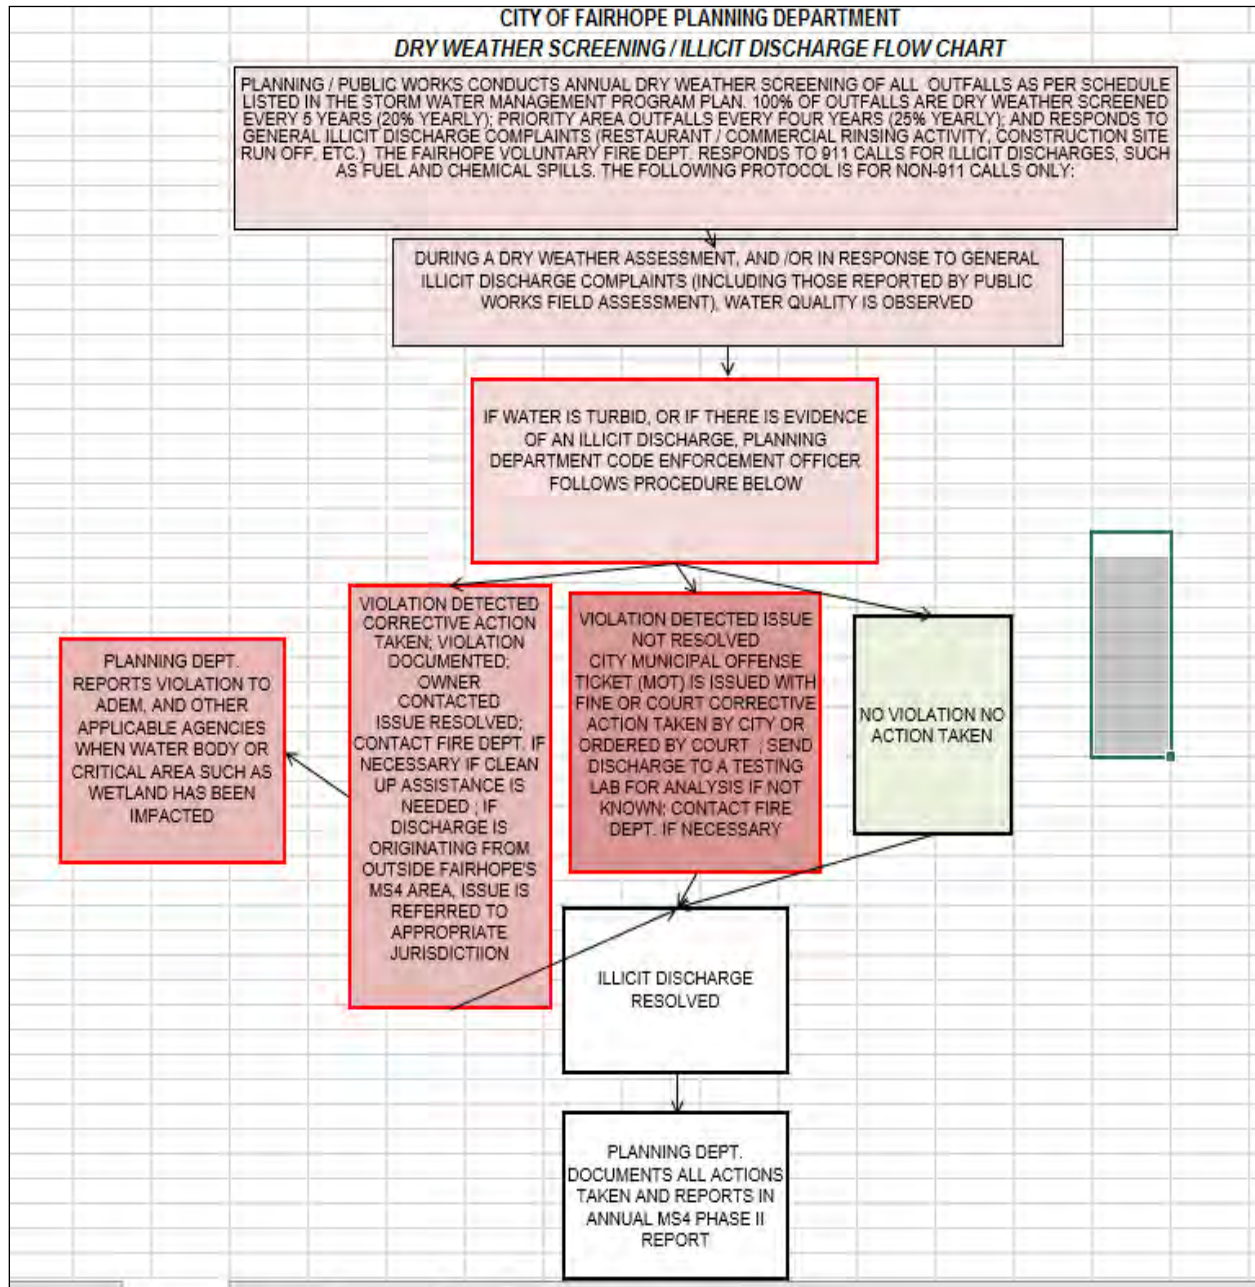 CITY OF FAIRHOPE PLANNING DEPARTMENT
DRY WEATHER SCREENING / ILLICIT DISCHARGE FLOW CHART
PLANNING / PUBLIC WORKS CONDUCTS ANNUAL DRY WEATHER SCREENING OF ALL OUTFALLS AS PER SCHEDULE
LISTED IN THE STORM WATER MANAGEMENT PROGRAM PLAN. 100% OF OUTFALLS ARE DRY WEATHER SCREENED
EVERY 5 YEARS (20% YEARLY); PRIORITY AREA OUTFALLS EVERY FOUR YEARS (25% YEARLY); AND RESPONDS TO
GENERAL ILLICIT DISCHARGE COMPLAINTS (RESTAURANT / COMMERCIAL RINSING ACTIVITY, CONSTRUCTION SITE
RUN OFF, ETC.) THE FAIRHOPE VOLUNTARY FIRE DEPT. RESPONDS TO 911 CALLS FOR ILLICIT DISCHARGES, SUCH
AS FUEL AND CHEMICAL SPILLS. THE FOLLOWING PROTOCOL IS FOR NON-911 CALLS ONLY:
DURING A DRY WEATHER ASSESSMENT, AND /OR IN RESPONSE TO GENERAL
ILLICIT DISCHARGE COMPLAINTS (INCLUDING THOSE REPORTED BY PUBLIC
WORKS FIELD ASSESSMENT), WATER QUALITY IS OBSERVED
IF WATER IS TURBID, OR IF THERE IS EVIDENCE
OF AN ILLICIT DISCHARGE, PLANNING
DEPARTMENT CODE ENFORCEMENT OFFICER
FOLLOWS PROCEDURE BELOW
PLANNING DEPT.
REPORTS VIOLATION TO
ADEM, AND OTHER
APPLICABLE AGENCIES
WHEN WATER BODY OR
CRITICAL AREA SUCH AS
WETLAND HAS BEEN
IMPACTED
VIOLATION DETECTED
CORRECTIVE ACTION
TAKEN; VIOLATION
DOCUMENTED;
OWNER
CONTACTED
ISSUE RESOLVED;
CONTACT FIRE DEPT. IF
NECESSARY IF CLEAN
UP ASSISTANCE IS
NEEDED ; IF
DISCHARGE IS
ORIGINATING FROM
OUTSIDE FAIRHOPE'S
MS4 AREA, ISSUE IS
REFERRED TO
APPROPRIATE
JURISDICTIION
VIOLATION DETECTED ISSUE
NOT RESOLVED
CITY MUNICIPAL OFFENSE
TICKET (MOT) IS ISSUED WITH
FINE OR COURT CORRECTIVE
ACTION TAKEN BY CITY OR
ORDERED BY COURT ; SEND
DISCHARGE TO A TESTING
LAB FOR ANALYSIS IF NOT
KNOWN; CONTACT FIRE
DEPT. IF NECESSARY
NO VIOLATION NO
ACTION TAKEN
ILLICIT DISCHARGE
RESOLVED
PLANNING DEPT.
DOCUMENTS ALL ACTIONS
TAKEN AND REPORTS IN
ANNUAL MS4 PHASE II
REPORT